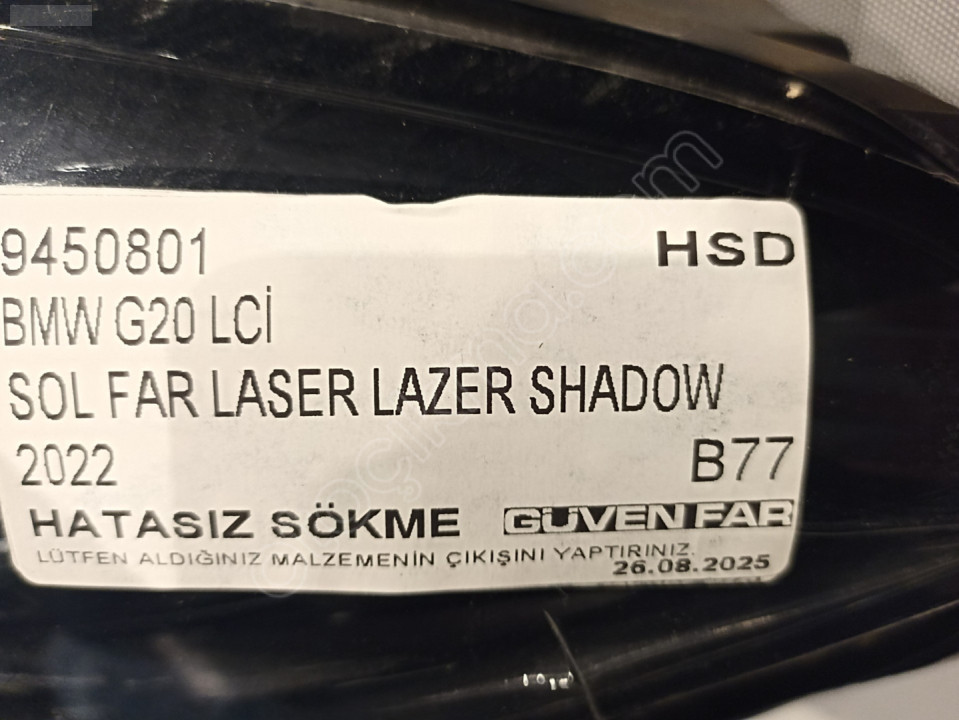 9450801
HSD
BMW G20 LCİ
SOL FAR LASER LAZER SHADOW
2022
B77
HATASIZ SÖKME
GÜVEN FAR
LÜTFEN ALDIĞINIZ MALZEMENİN ÇIKIŞINI YAPTIRINIZ.
26.08.2025